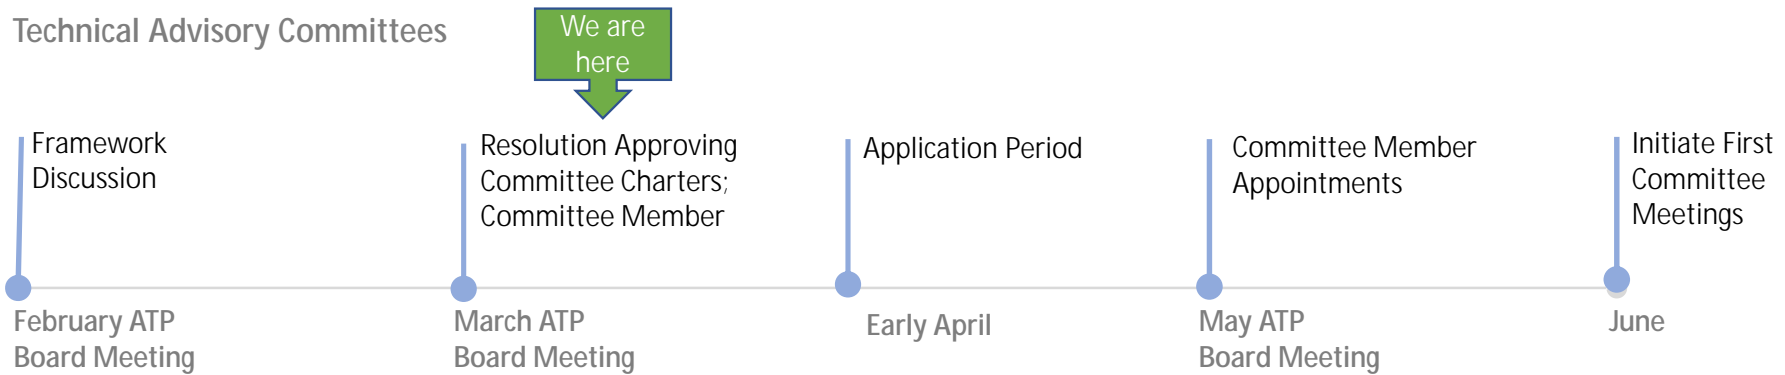 Technical Advisory Committees
We are
here
Framework
Discussion
Resolution Approving
Committee Charters;
Committee Member
Application Period
Committee Member
Appointments
Initiate First
Committee
Meetings
February ATP
Board Meeting
March ATP
Board Meeting
Early April
May ATP
Board Meeting
June